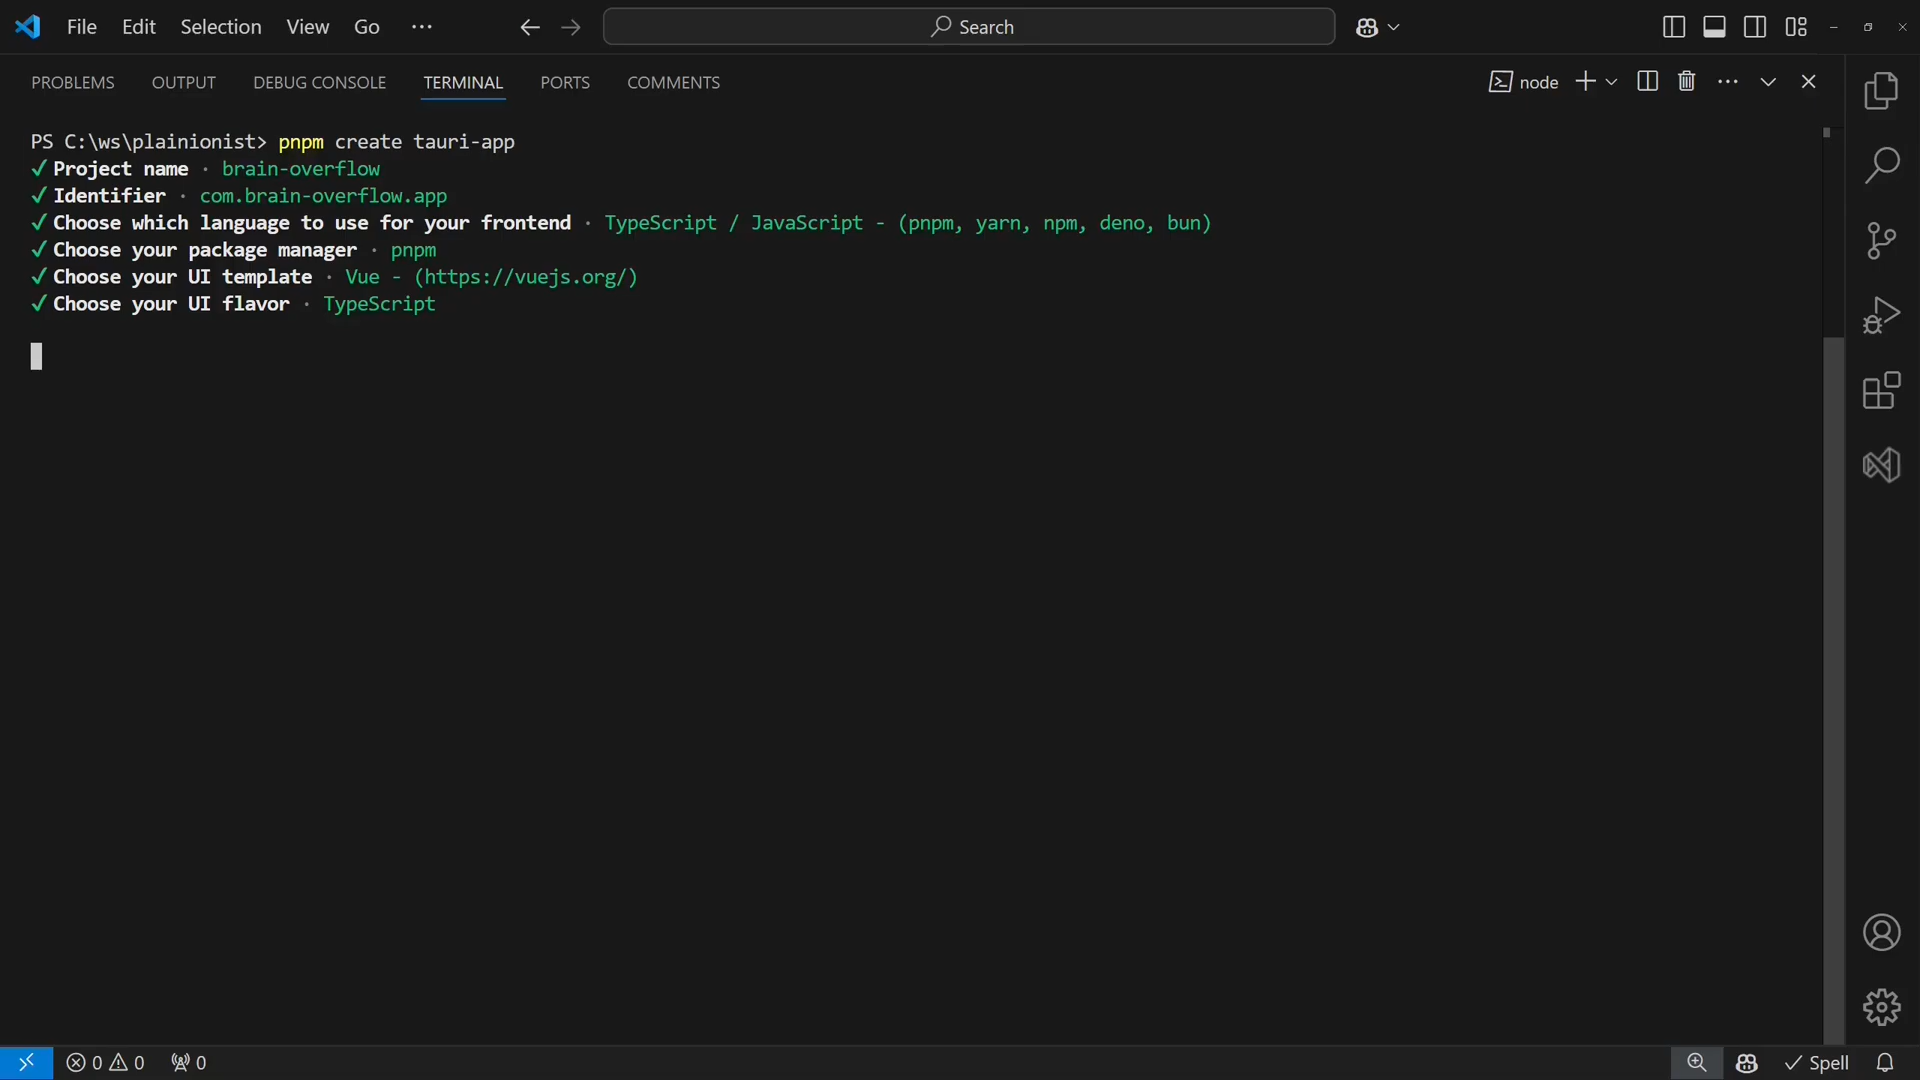 File Edit Selection View Go ··· Search
PROBLEMS OUTPUT DEBUG CONSOLE TERMINAL PORTS COMMENTS node
PS C:\ws\plainionist> pnpm create tauri-app
✓ Project name · brain-overflow
✓ Identifier · com.brain-overflow.app
✓ Choose which language to use for your frontend · TypeScript / JavaScript - (pnpm, yarn, npm, deno, bun)
✓ Choose your package manager · pnpm
✓ Choose your UI template · Vue - (https://vuejs.org/)
✓ Choose your UI flavor · TypeScript
0 0 0 Spell